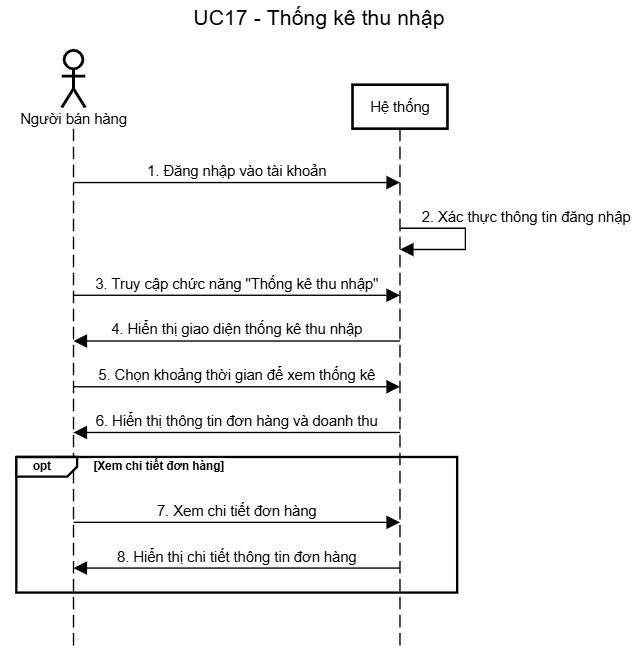 UC17 - Thống kê thu nhập
Người bán hàng
Hệ thống
1. Đăng nhập vào tài khoản
2. Xác thực thông tin đăng nhập
3. Truy cập chức năng "Thống kê thu nhập"
4. Hiển thị giao diện thống kê thu nhập
5. Chọn khoảng thời gian để xem thống kê
6. Hiển thị thông tin đơn hàng và doanh thu
opt
[Xem chi tiết đơn hàng]
7. Xem chi tiết đơn hàng
8. Hiển thị chi tiết thông tin đơn hàng